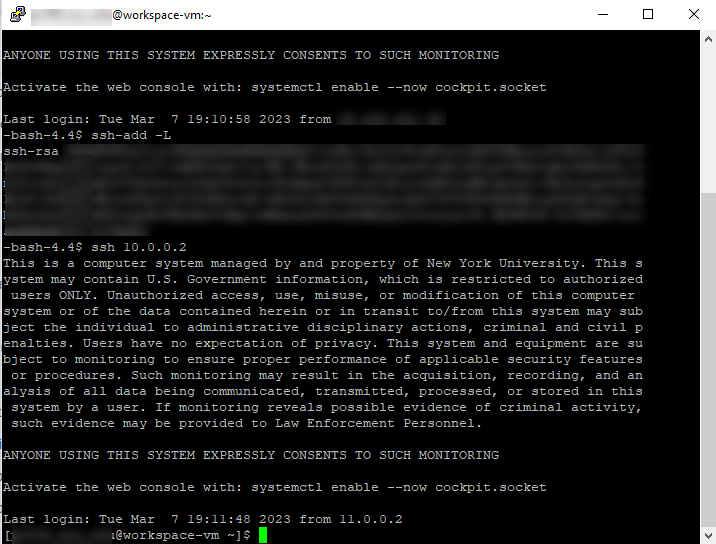 @workspace-vm:~
ANYONE USING THIS SYSTEM EXPRESSLY CONSENTS TO SUCH MONITORING
Activate the web console with: systemctl enable --now cockpit.socket
Last login: Tue Mar  7 19:10:58 2023 from
-bash-4.4$ ssh-add -L
ssh-rsa
-bash-4.4$ ssh 10.0.0.2
This is a computer system managed by and property of New York University. This s
ystem may contain U.S. Government information, which is restricted to authorized
 users ONLY. Unauthorized access, use, misuse, or modification of this computer
system or of the data contained herein or in transit to/from this system may sub
ject the individual to administrative disciplinary actions, criminal and civil p
enalties. Users have no expectation of privacy. This system and equipment are su
bject to monitoring to ensure proper performance of applicable security features
 or procedures. Such monitoring may result in the acquisition, recording, and an
alysis of all data being communicated, transmitted, processed, or stored in this
 system by a user. If monitoring reveals possible evidence of criminal activity,
 such evidence may be provided to Law Enforcement Personnel.
ANYONE USING THIS SYSTEM EXPRESSLY CONSENTS TO SUCH MONITORING
Activate the web console with: systemctl enable --now cockpit.socket
Last login: Tue Mar  7 19:11:48 2023 from 11.0.0.2
[ @workspace-vm ~]$